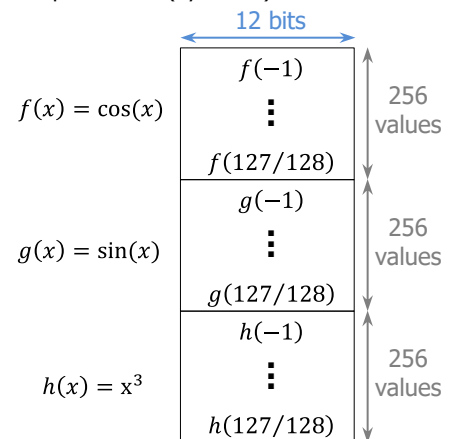 12 bits
f(−1)
⋮
f(127/128)
f(x) = cos(x)
256
values
g(−1)
⋮
g(127/128)
g(x) = sin(x)
256
values
h(−1)
⋮
h(127/128)
h(x) = x³
256
values